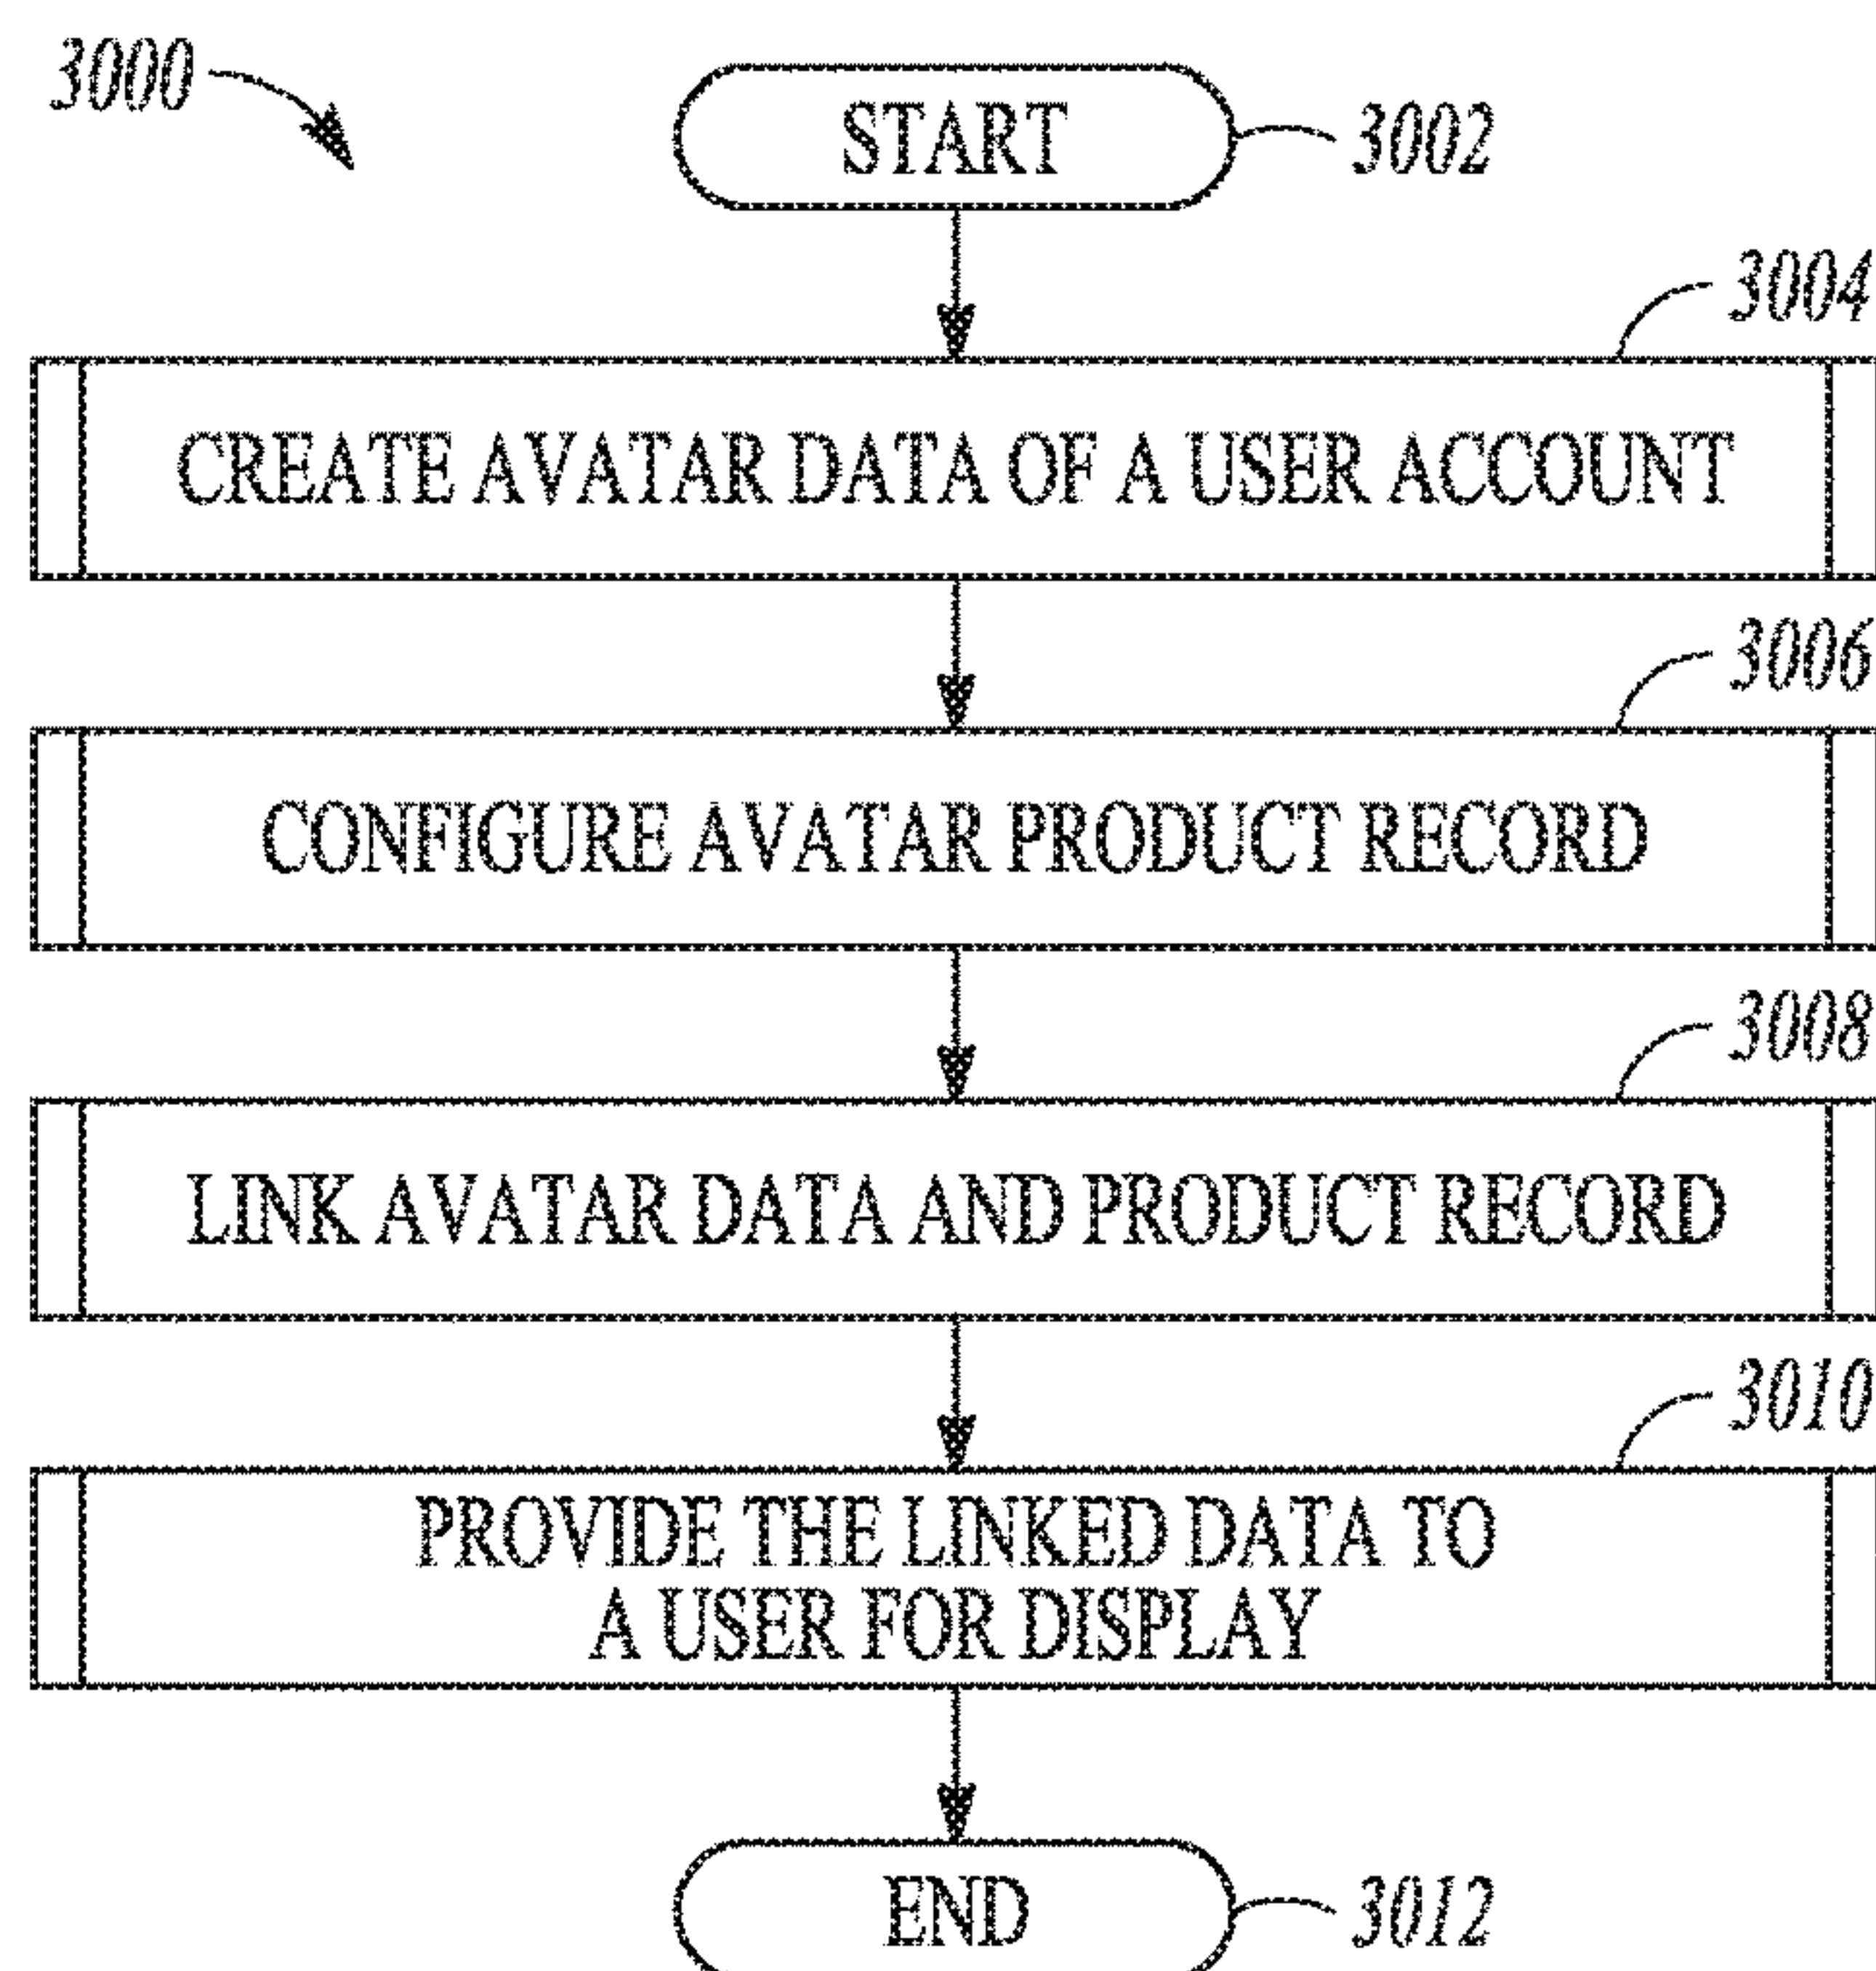 3000
START
3002
3004
CREATE AVATAR DATA OF A USER ACCOUNT
3006
CONFIGURE AVATAR PRODUCT RECORD
3008
LINK AVATAR DATA AND PRODUCT RECORD
3010
PROVIDE THE LINKED DATA TO
A USER FOR DISPLAY
END
3012